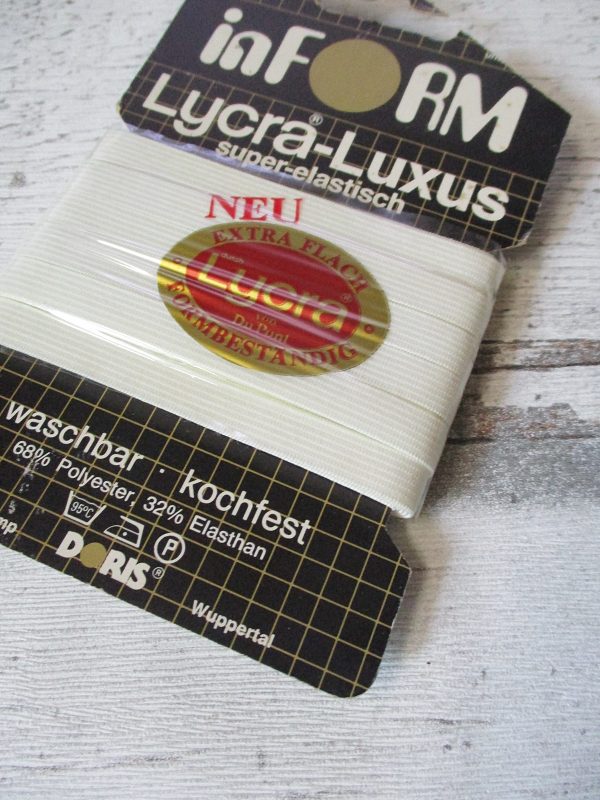 inFORM
Lycra®-Luxus
super-elastisch
NEU
EXTRA FLACH
durch
Lycra®
von
Du Pont
FORMBESTÄNDIG
waschbar · kochfest
68% Polyester, 32% Elasthan
95°C P
DORIS®
Wuppertal